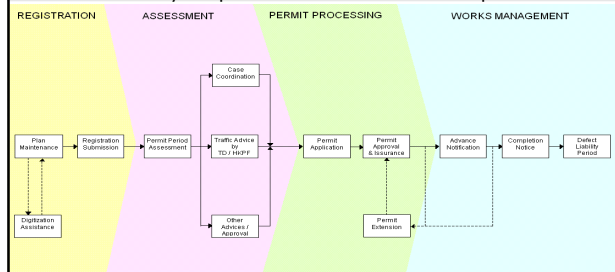 REGISTRATION
ASSESSMENT
PERMIT PROCESSING
WORKS MANAGEMENT
Case
Coordination
Plan
Maintenance
Registration
Submission
Permit Period
Assessment
Traffic Advice
by
TD / HKPF
Permit
Application
Permit
Approval
& Issurance
Advance
Notification
Completion
Notice
Defect
Liability
Period
Digitization
Assistance
Other
Advices /
Approval
Permit
Extension